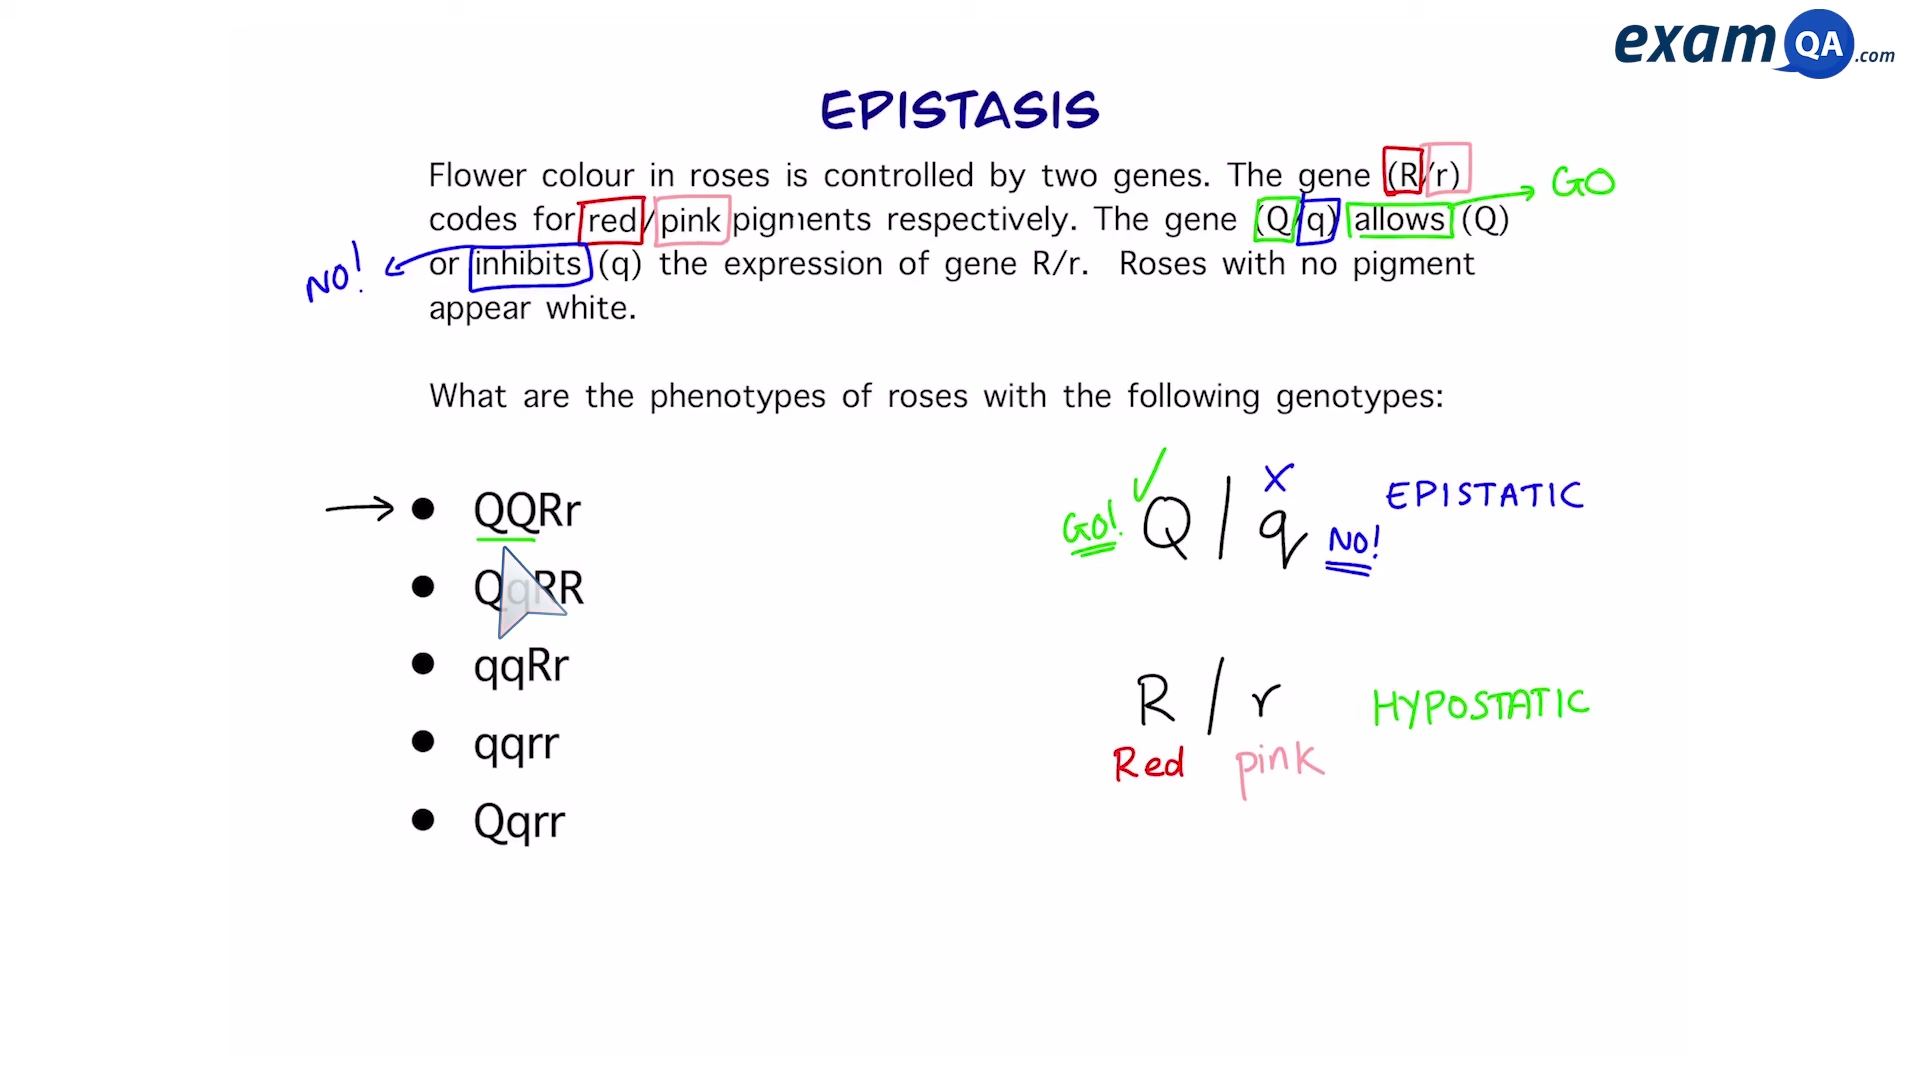 examQA.com
EPISTASIS
Flower colour in roses is controlled by two genes. The gene (R/r)
GO
codes for red/pink pigments respectively. The gene (Q/q) allows (Q)
NO!
or inhibits (q) the expression of gene R/r. Roses with no pigment
appear white.
What are the phenotypes of roses with the following genotypes:
• QQRr
• QqRR
• qqRr
• qqrr
• Qqrr
GO! Q / q NO! EPISTATIC
R / r HYPOSTATIC
Red pink